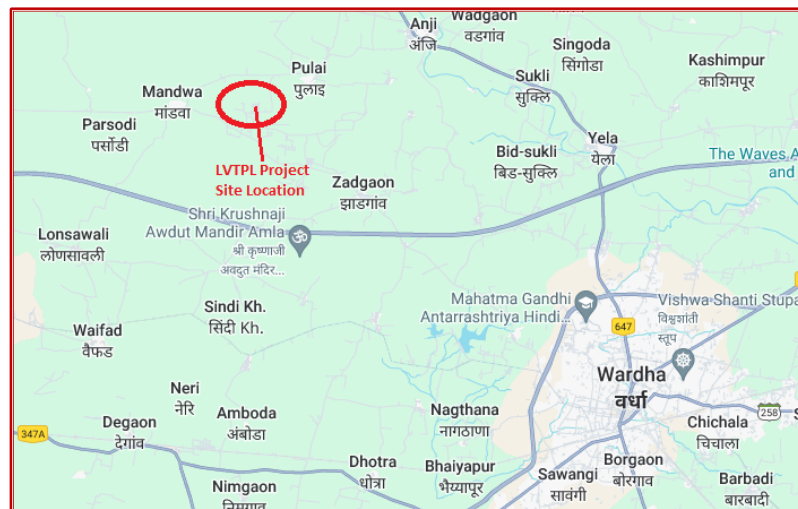 Wadgaon
वडगांव
Anji
अंजि
Singoda
सिंगोडा
Kashimpur
काशिमपूर
Pulai
पुलाइ
Sukli
सुक्लि
Mandwa
मांडवा
Parsodi
पर्सोडी
Yela
येला
Bid-sukli
बिड-सुक्लि
The Waves A
and
LVTPL Project
Site Location
Zadgaon
झाडगांव
Shri Krushnaji
Awdut Mandir Amla
श्री कृष्णाजी
अवदुत मंदिर...
Lonsawali
लोणसावली
Sindi Kh.
सिंदी Kh.
Mahatma Gandhi
Antarrashtriya Hindi...
Vishwa Shanti Stupa
विश्वशांती
स्तूप
647
Waifad
वैफड
Wardha
वर्धा
Neri
नेरि
Amboda
अंबोडा
Nagthana
नागठाणा
258
Chichala
चिचाला
Degaon
देगांव
347A
Dhotra
धोत्रा
Bhaiyapur
भैय्यापूर
Borgaon
बोरगाव
Sawangi
सावंगी
Barbadi
बारबादी
Nimgaon
निमगाव